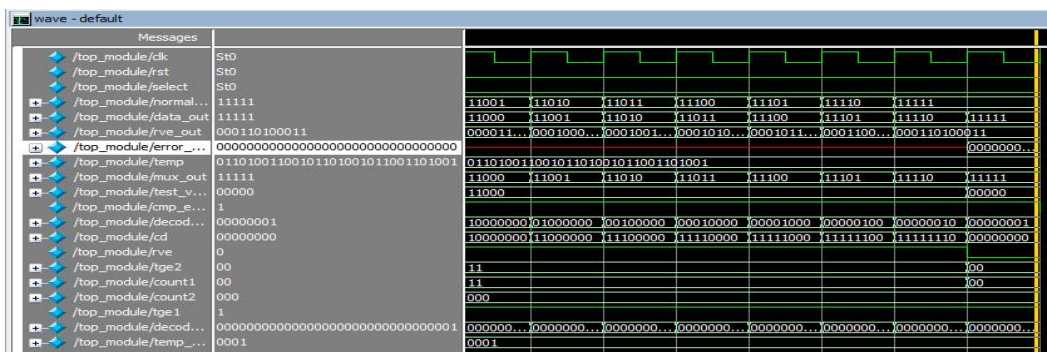 wave - default
Messages
/top_module/clk St0
/top_module/rst St0
/top_module/select St0
/top_module/normal... 11111 11001 11010 11011 11100 11101 11110 11111
/top_module/data_out 11111 11000 11001 11010 11011 11100 11101 11110 11111
/top_module/rve_out 000110100011 000011... 0001000... 0001001... 0001010... 0001011... 0001100... 000110100011
/top_module/error_... 00000000000000000000000000000000 0000000...
/top_module/temp 01101001100101101001011001101001 01101001100101101001011001101001
/top_module/mux_out 11111 11000 11001 11010 11011 11100 11101 11110 11111
/top_module/test_v... 00000 11000 00000
/top_module/cmp_e... 1
/top_module/decod... 00000001 10000000 01000000 00100000 00010000 00001000 00000100 00000010 00000001
/top_module/cd 00000000 10000000 11000000 11100000 11110000 11111000 11111100 11111110 00000000
/top_module/rve 0
/top_module/tge2 00 11 00
/top_module/count1 00 11 00
/top_module/count2 000 000
/top_module/tge1 1
/top_module/decod... 00000000000000000000000000000001 000000... 0000000... 0000000... 0000000... 0000000... 0000000... 0000000... 0000000...
/top_module/temp_... 0001 0001